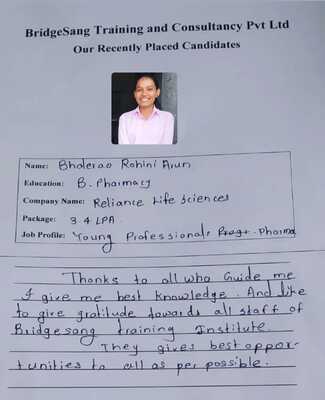 BridgeSang Training and Consultancy Pvt Ltd
Our Recently Placed Candidates
Name: Bhalerao Rohini Arun
Education: B. Pharmacy
Company Name: Reliance Life Sciences
Package: 3.4 LPA
Job Profile: Young Professional Pharma
Thanks to all who Guide me
I give me best knowledge. And like
to give gratitude towards all staff of
Bridgesang training Institute.
They gives best oppor-
tunities to all as per possible.